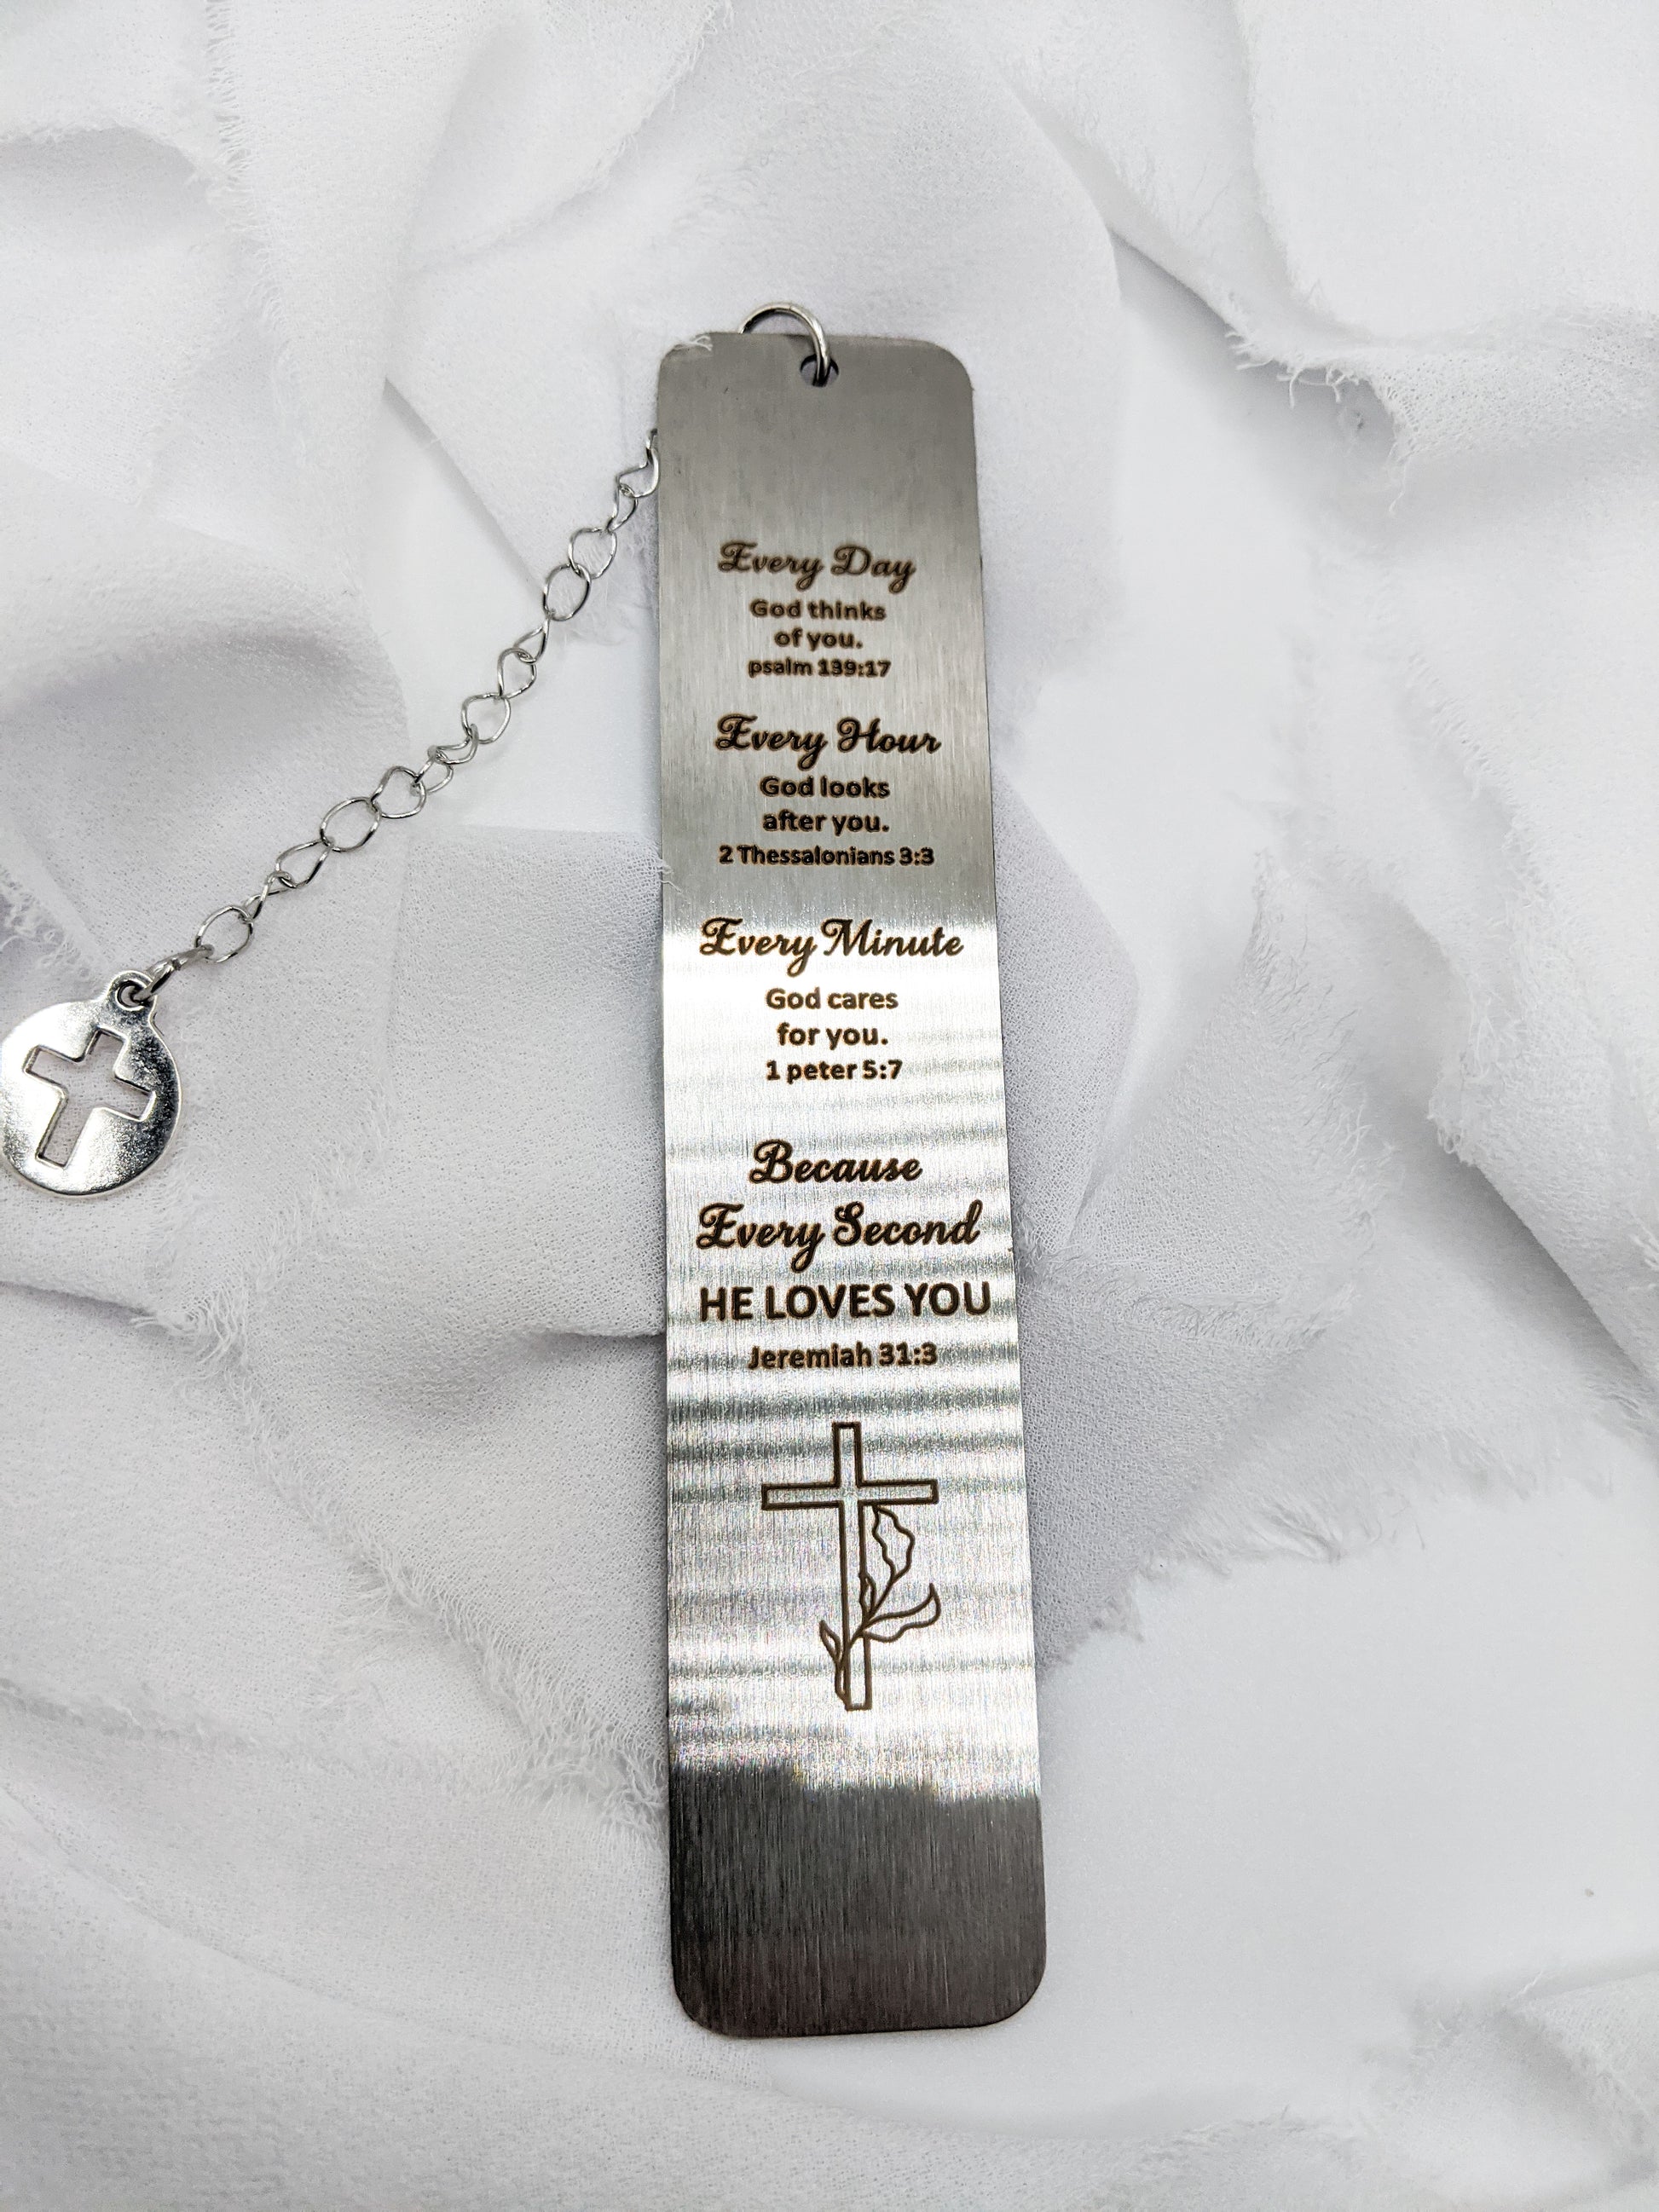 Every Day
God thinks
of you.
psalm 139:17
Every Hour
God looks
after you.
2 Thessalonians 3:3
Every Minute
God cares
for you.
1 peter 5:7
Because
Every Second
HE LOVES YOU
Jeremiah 31:3